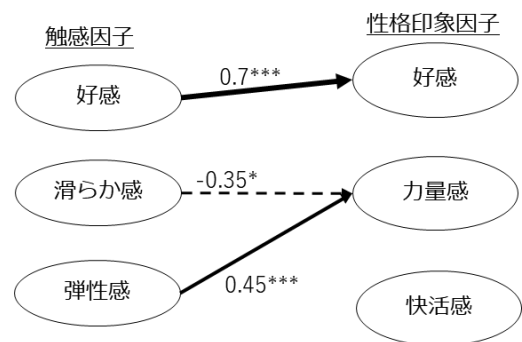 触感因子
性格印象因子
好感
0.7***
好感
滑らか感
-0.35*
力量感
弾性感
0.45***
快活感